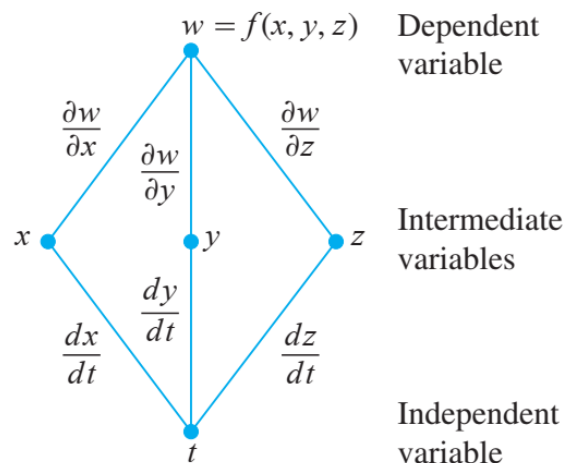 w = f(x, y, z)
Dependent
variable
∂w/∂x
∂w/∂y
∂w/∂z
x
y
z
Intermediate
variables
dx/dt
dy/dt
dz/dt
t
Independent
variable